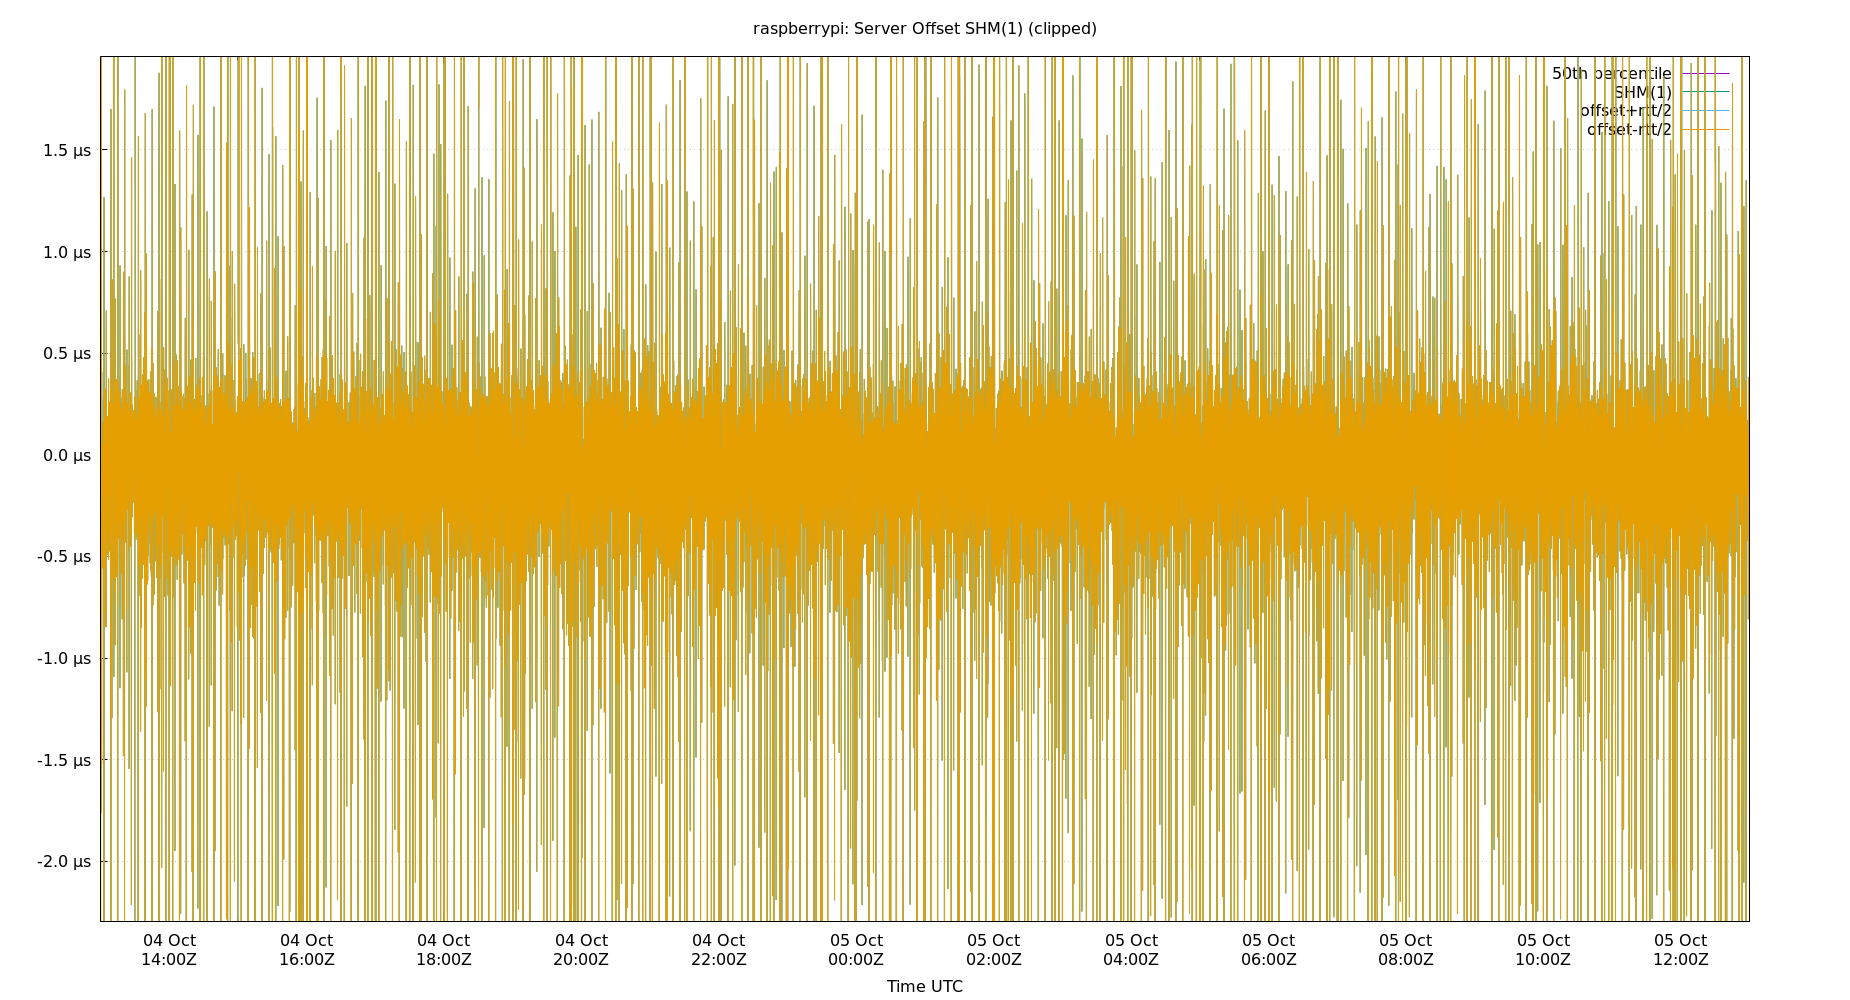 raspberrypi: Server Offset SHM(1) (clipped)
50th percentile
SHM(1)
offset+rtt/2
offset-rtt/2
1.5 µs
1.0 µs
0.5 µs
0.0 µs
-0.5 µs
-1.0 µs
-1.5 µs
-2.0 µs
04 Oct 04 Oct 04 Oct 04 Oct 04 Oct 05 Oct 05 Oct 05 Oct 05 Oct 05 Oct 05 Oct 05 Oct
14:00Z 16:00Z 18:00Z 20:00Z 22:00Z 00:00Z 02:00Z 04:00Z 06:00Z 08:00Z 10:00Z 12:00Z
Time UTC